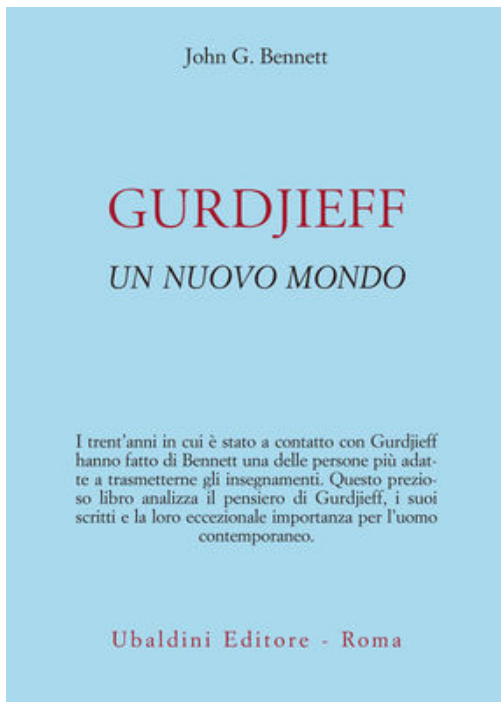 John G. Bennett
GURDJIEFF
UN NUOVO MONDO
I trent'anni in cui è stato a contatto con Gurdjieff
hanno fatto di Bennett una delle persone più adat-
te a trasmetterne gli insegnamenti. Questo prezio-
so libro analizza il pensiero di Gurdjieff, i suoi
scritti e la loro eccezionale importanza per l'uomo
contemporaneo.
Ubaldini Editore - Roma